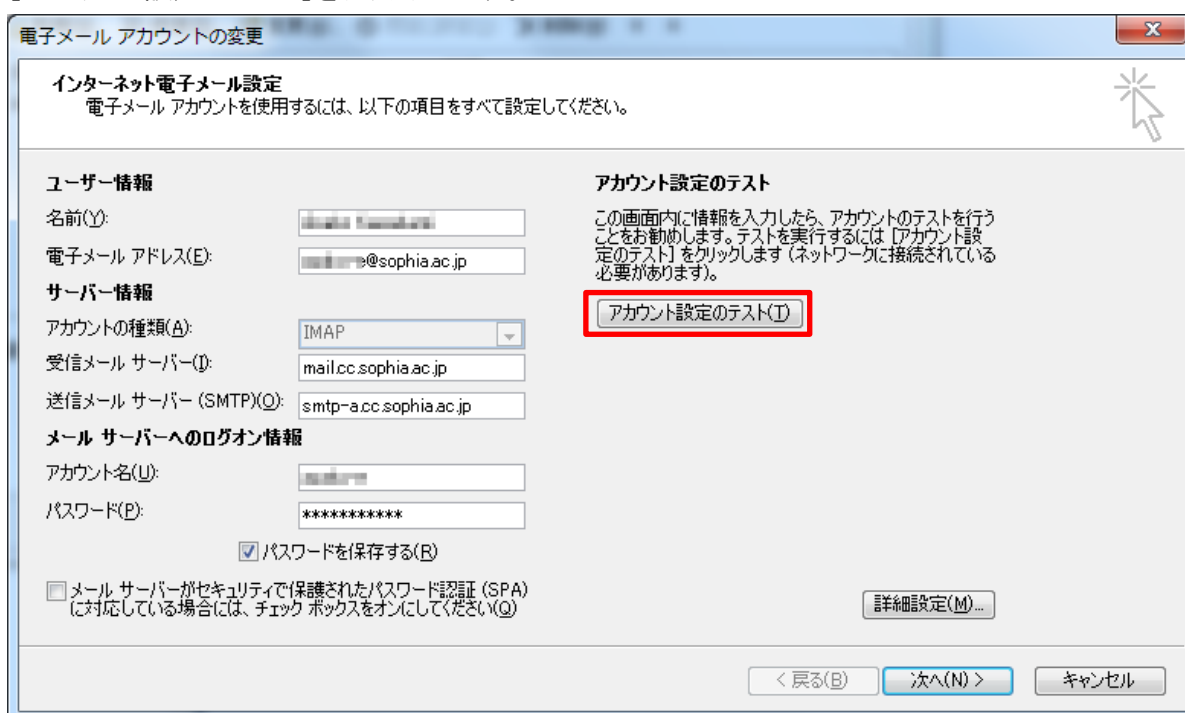 電子メール アカウントの変更
インターネット電子メール設定
電子メール アカウントを使用するには、以下の項目をすべて設定してください。
ユーザー情報
名前(Y):
電子メール アドレス(E):
@sophia.ac.jp
サーバー情報
アカウントの種類(A):
IMAP
受信メール サーバー(I):
mail.cc.sophia.ac.jp
送信メール サーバー (SMTP)(O):
smtp-a.cc.sophia.ac.jp
メール サーバーへのログオン情報
アカウント名(U):
パスワード(P):
***********
パスワードを保存する(R)
メール サーバーがセキュリティで保護されたパスワード認証 (SPA)
に対応している場合には、チェック ボックスをオンにしてください(Q)
アカウント設定のテスト
この画面内に情報を入力したら、アカウントのテストを行う
ことをお勧めします。テストを実行するには [アカウント設
定のテスト] をクリックします (ネットワークに接続されている
必要があります)。
アカウント設定のテスト(T)
詳細設定(M)...
< 戻る(B)
次へ(N) >
キャンセル